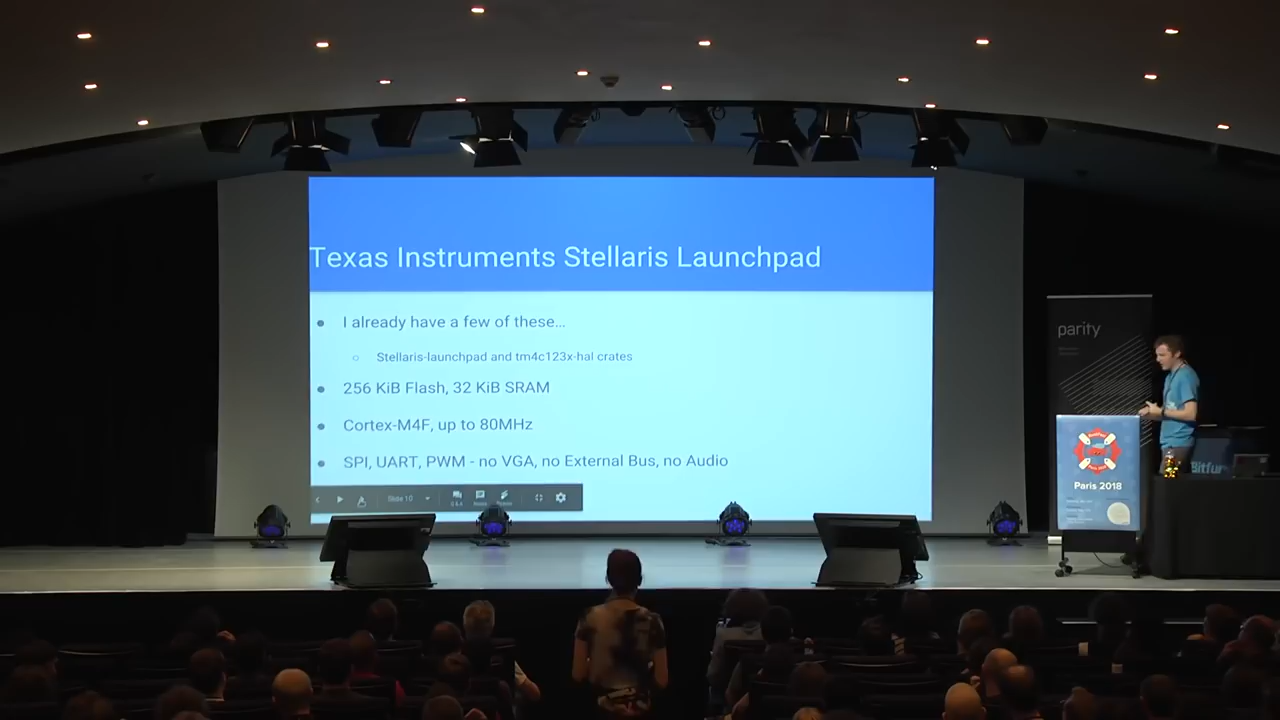 Texas Instruments Stellaris Launchpad
I already have a few of these...
Stellaris-launchpad and tm4c123x-hal crates
256 KiB Flash, 32 KiB SRAM
Cortex-M4F, up to 80MHz
SPI, UART, PWM - no VGA, no External Bus, no Audio
Slide 10
parity
Paris 2018
Bitfury